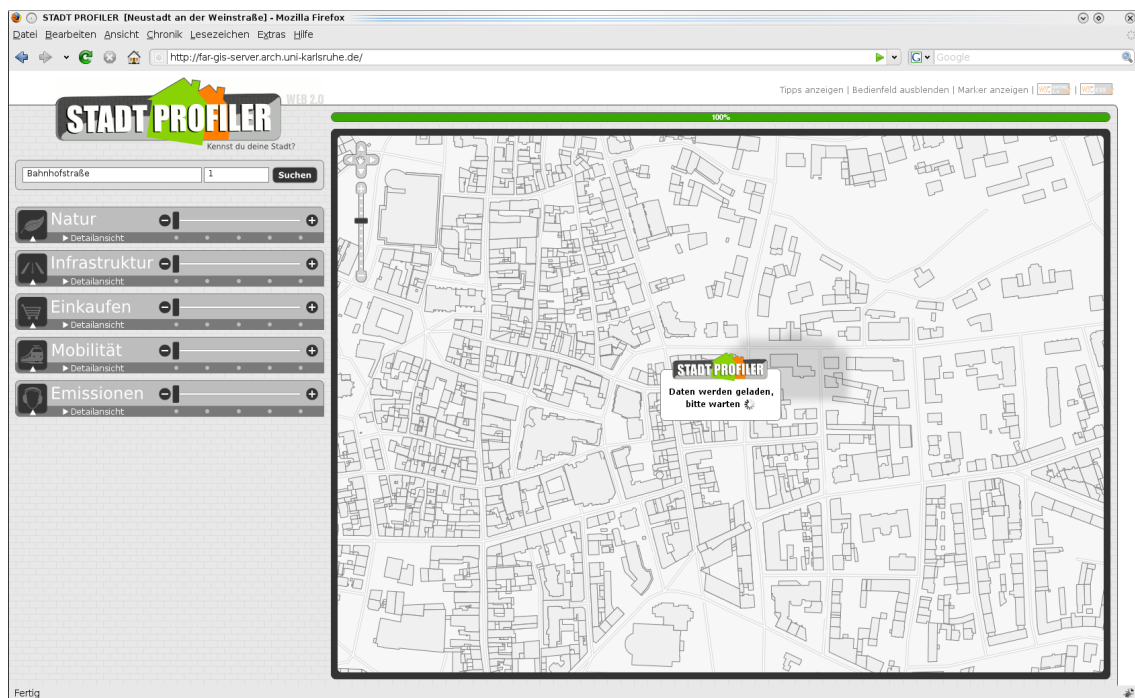 STADT PROFILER [Neustadt an der Weinstraße] - Mozilla Firefox
Datei Bearbeiten Ansicht Chronik Lesezeichen Extras Hilfe
http://far-gis-server.arch.uni-karlsruhe.de/
G Google
Tipps anzeigen | Bedienfeld ausblenden | Marker anzeigen | |
WEB 2.0
STADT PROFILER
Kennst du deine Stadt?
100%
Bahnhofstraße 1 Suchen
Natur
Detailansicht
Infrastruktur
Detailansicht
Einkaufen
Detailansicht
Mobilität
Detailansicht
Emissionen
Detailansicht
STADT PROFILER
Daten werden geladen,
bitte warten
Fertig